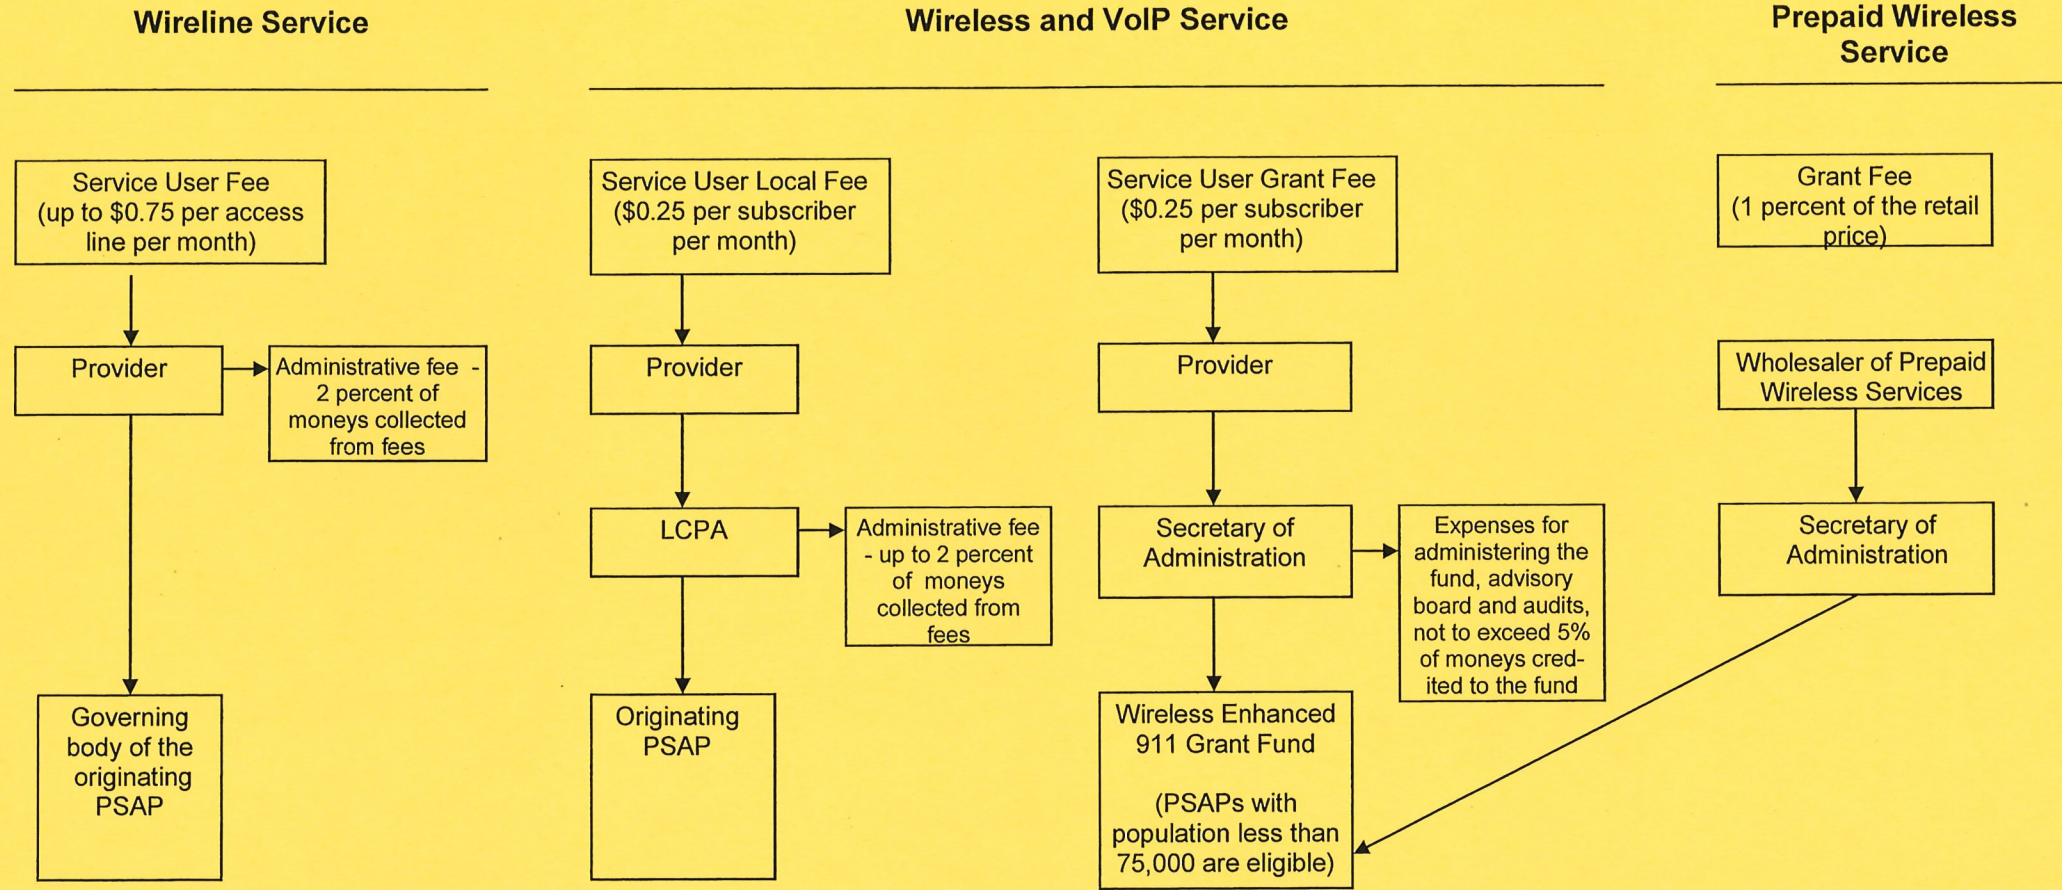 Wireline Service
Wireless and VoIP Service
Prepaid Wireless
Service
Service User Fee
(up to $0.75 per access
line per month)
Service User Local Fee
($0.25 per subscriber
per month)
Service User Grant Fee
($0.25 per subscriber
per month)
Grant Fee
(1 percent of the retail
price)
Provider
Administrative fee -
2 percent of
moneys collected
from fees
Provider
Provider
Wholesaler of Prepaid
Wireless Services
LCPA
Administrative fee
- up to 2 percent
of moneys
collected from
fees
Secretary of
Administration
Expenses for
administering the
fund, advisory
board and audits,
not to exceed 5%
of moneys cred-
ited to the fund
Secretary of
Administration
Governing
body of the
originating
PSAP
Originating
PSAP
Wireless Enhanced
911 Grant Fund
(PSAPs with
population less than
75,000 are eligible)